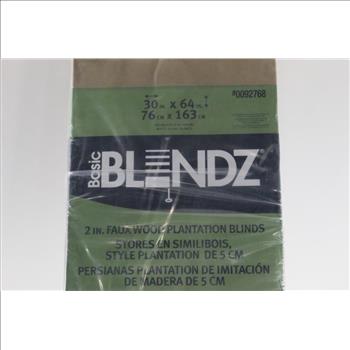 30 IN. x 64 IN.
#0092768
76 CM x 163 CM
Basic
BLENDZ®
2 IN. FAUX WOOD PLANTATION BLINDS
STORES EN SIMILIBOIS,
STYLE PLANTATION DE 5 CM
PERSIANAS PLANTATION DE IMITACIÓN
DE MADERA DE 5 CM